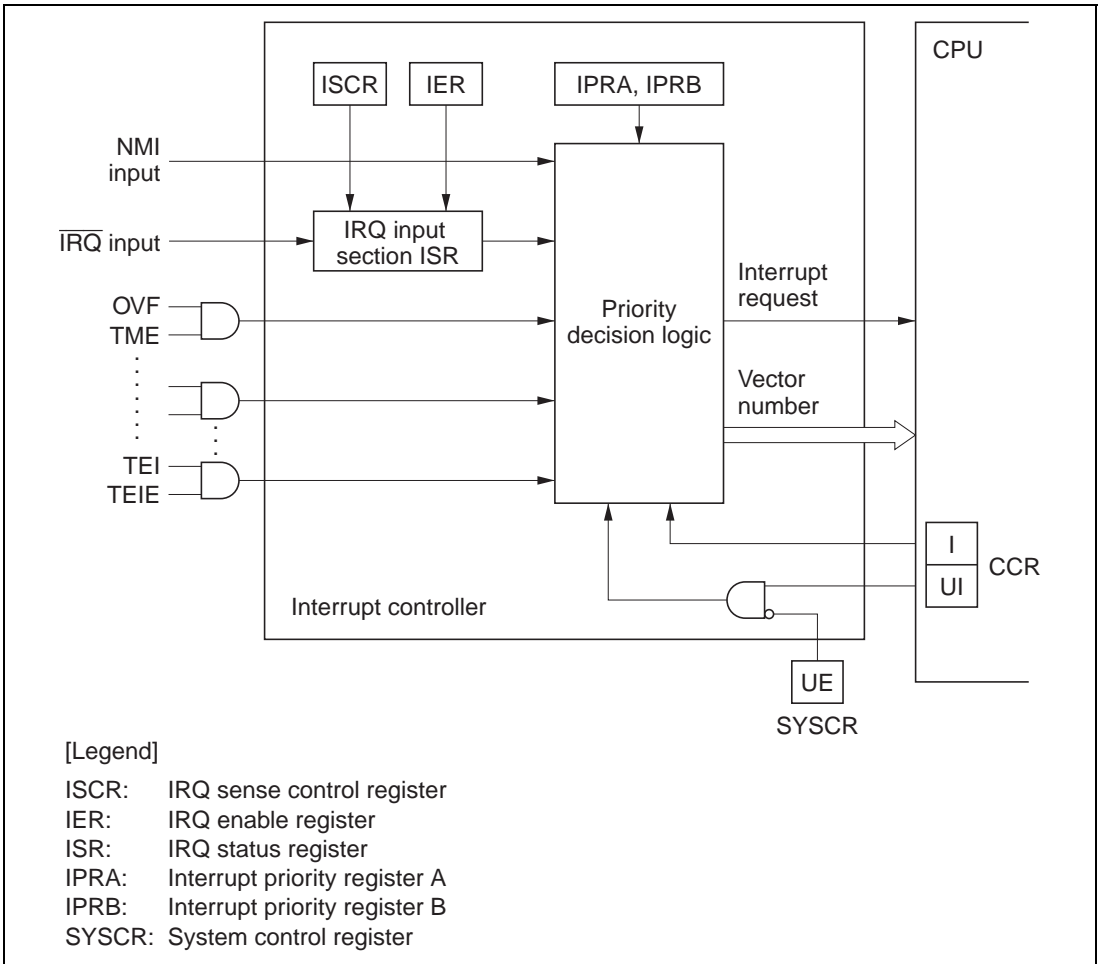 CPU
ISCR
IER
IPRA, IPRB
NMI
input
IRQ input
IRQ input
section ISR
OVF
TME
Priority
decision logic
Interrupt
request
Vector
number
TEI
TEIE
I
UI
CCR
Interrupt controller
UE
SYSCR
[Legend]
ISCR: IRQ sense control register
IER: IRQ enable register
ISR: IRQ status register
IPRA: Interrupt priority register A
IPRB: Interrupt priority register B
SYSCR: System control register